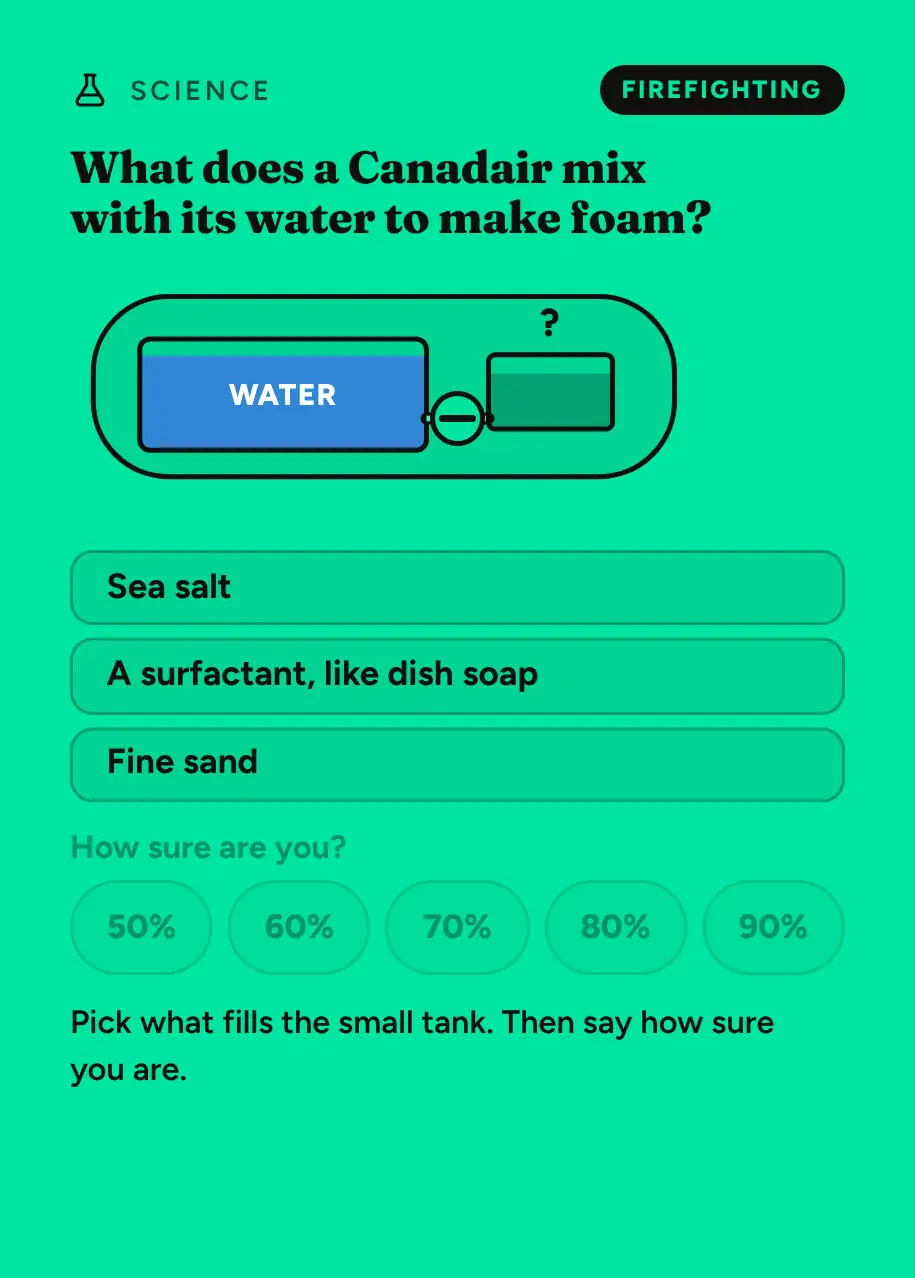 SCIENCE
FIREFIGHTING
What does a Canadair mix
with its water to make foam?
?
WATER
Sea salt
A surfactant, like dish soap
Fine sand
How sure are you?
50% 60% 70% 80% 90%
Pick what fills the small tank. Then say how sure
you are.